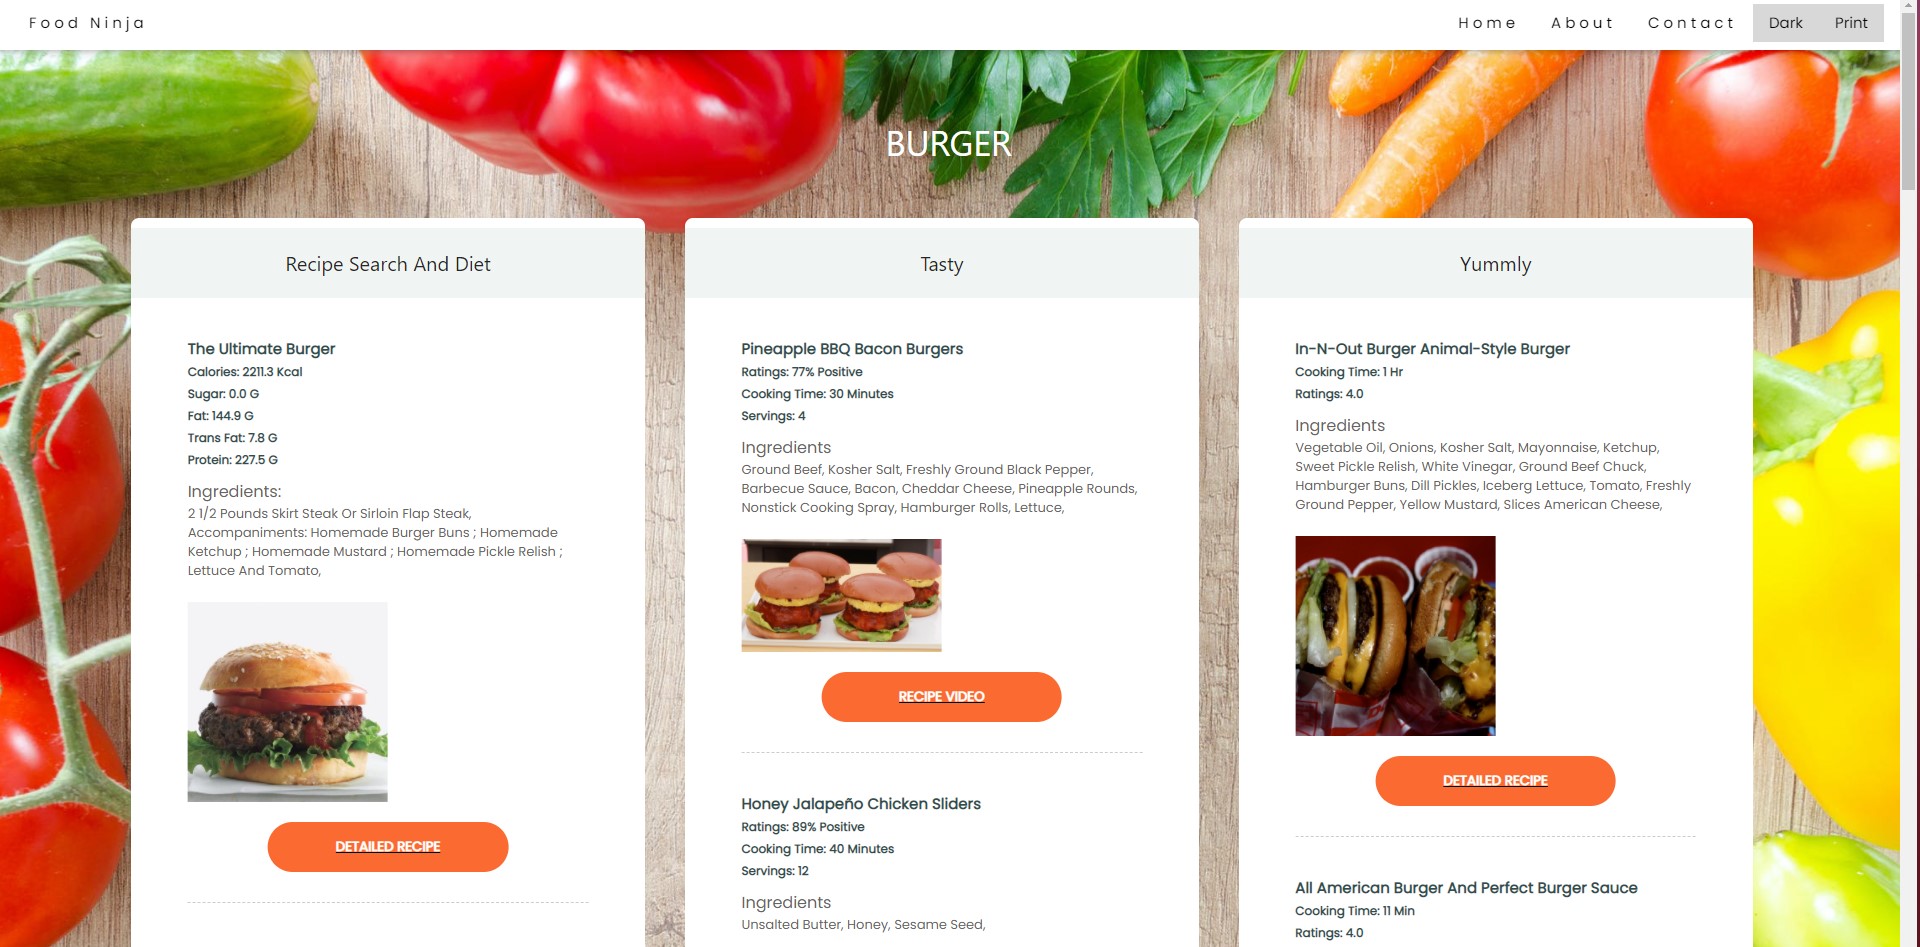 Food Ninja
Home
About
Contact
Dark
Print
BURGER
Recipe Search And Diet
The Ultimate Burger
Calories: 2211.3 Kcal
Sugar: 0.0 G
Fat: 144.9 G
Trans Fat: 7.8 G
Protein: 227.5 G
Ingredients:
2 1/2 Pounds Skirt Steak Or Sirloin Flap Steak,
Accompaniments: Homemade Burger Buns ; Homemade
Ketchup ; Homemade Mustard ; Homemade Pickle Relish ;
Lettuce And Tomato,
DETAILED RECIPE
Tasty
Pineapple BBQ Bacon Burgers
Ratings: 77% Positive
Cooking Time: 30 Minutes
Servings: 4
Ingredients
Ground Beef, Kosher Salt, Freshly Ground Black Pepper,
Barbecue Sauce, Bacon, Cheddar Cheese, Pineapple Rounds,
Nonstick Cooking Spray, Hamburger Rolls, Lettuce,
RECIPE VIDEO
Honey Jalapeño Chicken Sliders
Ratings: 89% Positive
Cooking Time: 40 Minutes
Servings: 12
Ingredients
Unsalted Butter, Honey, Sesame Seed,
Yummly
In-N-Out Burger Animal-Style Burger
Cooking Time: 1 Hr
Ratings: 4.0
Ingredients
Vegetable Oil, Onions, Kosher Salt, Mayonnaise, Ketchup,
Sweet Pickle Relish, White Vinegar, Ground Beef Chuck,
Hamburger Buns, Dill Pickles, Iceberg Lettuce, Tomato, Freshly
Ground Pepper, Yellow Mustard, Slices American Cheese,
DETAILED RECIPE
All American Burger And Perfect Burger Sauce
Cooking Time: 11 Min
Ratings: 4.0